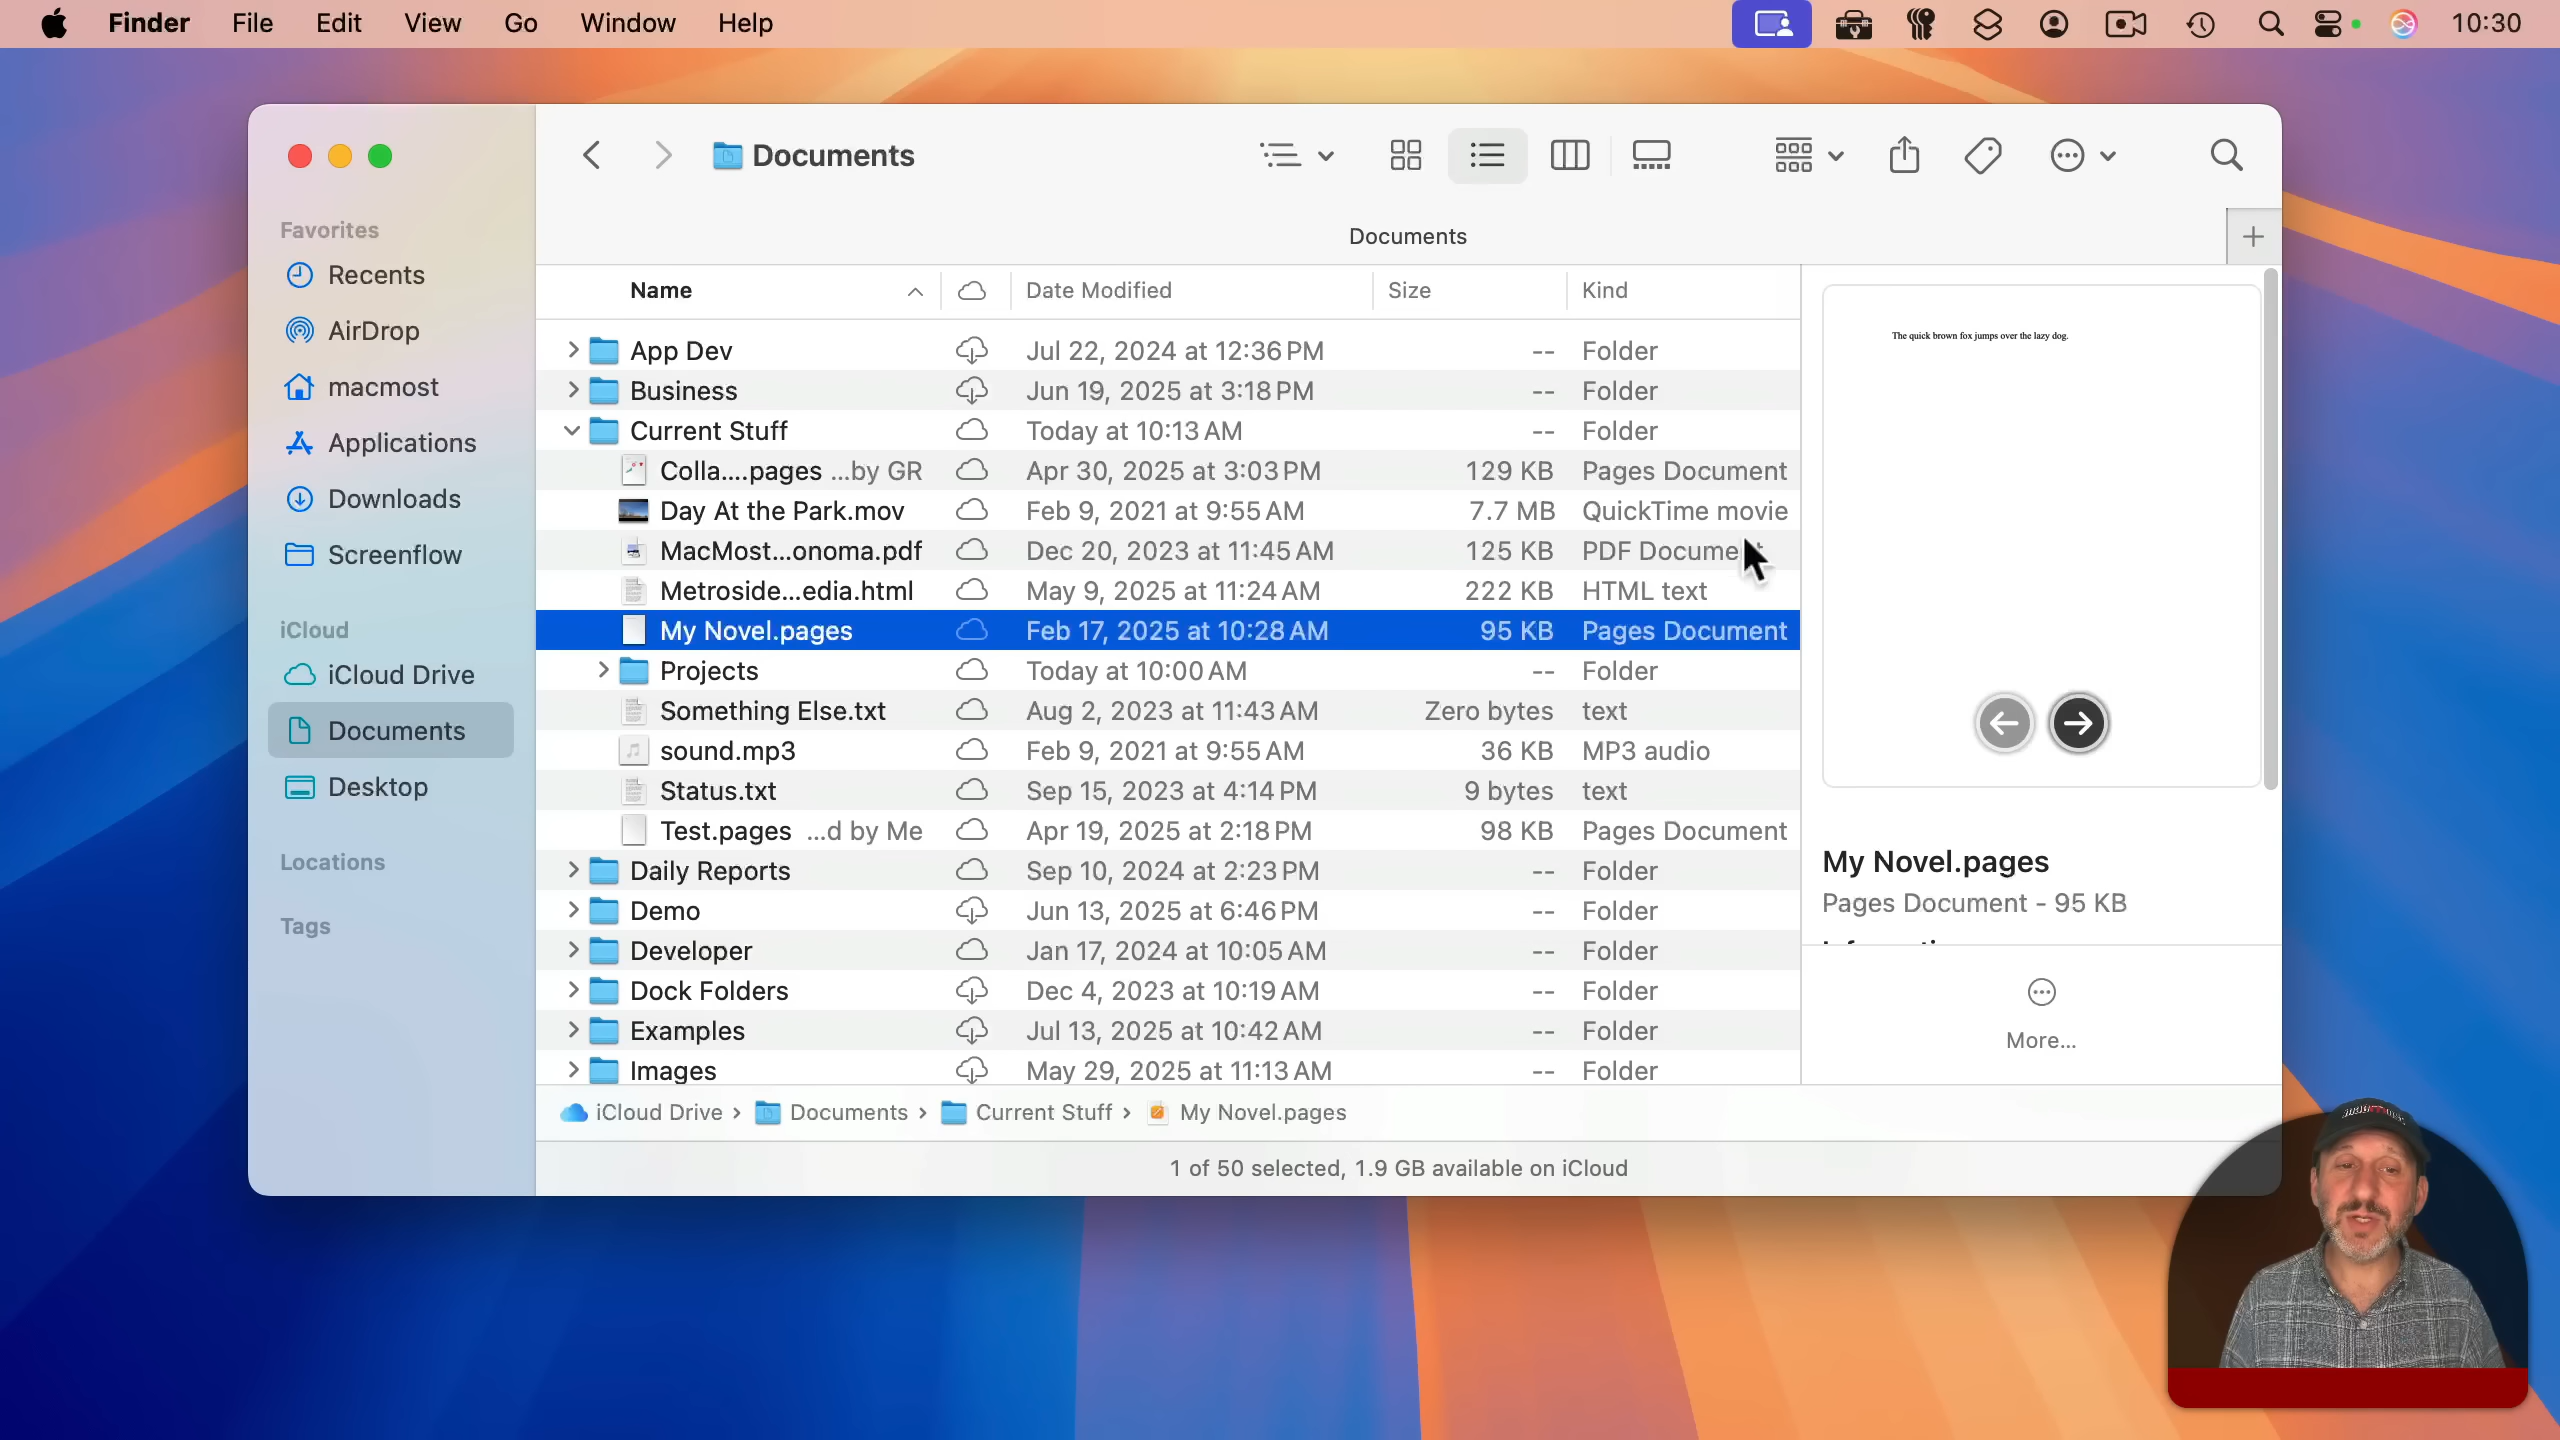 Finder File Edit View Go Window Help 10:30
Documents
Documents
Favorites
Recents
AirDrop
macmost
Applications
Downloads
Screenflow
iCloud
iCloud Drive
Documents
Desktop
Locations
Tags
Name Date Modified Size Kind
App Dev Jul 22, 2024 at 12:36 PM -- Folder
Business Jun 19, 2025 at 3:18 PM -- Folder
Current Stuff Today at 10:13 AM -- Folder
Colla....pages ...by GR Apr 30, 2025 at 3:03 PM 129 KB Pages Document
Day At the Park.mov Feb 9, 2021 at 9:55 AM 7.7 MB QuickTime movie
MacMost...onoma.pdf Dec 20, 2023 at 11:45 AM 125 KB PDF Document
Metroside...edia.html May 9, 2025 at 11:24 AM 222 KB HTML text
My Novel.pages Feb 17, 2025 at 10:28 AM 95 KB Pages Document
Projects Today at 10:00 AM -- Folder
Something Else.txt Aug 2, 2023 at 11:43 AM Zero bytes text
sound.mp3 Feb 9, 2021 at 9:55 AM 36 KB MP3 audio
Status.txt Sep 15, 2023 at 4:14 PM 9 bytes text
Test.pages ...d by Me Apr 19, 2025 at 2:18 PM 98 KB Pages Document
Daily Reports Sep 10, 2024 at 2:23 PM -- Folder
Demo Jun 13, 2025 at 6:46 PM -- Folder
Developer Jan 17, 2024 at 10:05 AM -- Folder
Dock Folders Dec 4, 2023 at 10:19 AM -- Folder
Examples Jul 13, 2025 at 10:42 AM -- Folder
Images May 29, 2025 at 11:13 AM -- Folder
The quick brown fox jumps over the lazy dog.
My Novel.pages
Pages Document - 95 KB
More...
iCloud Drive › Documents › Current Stuff › My Novel.pages
1 of 50 selected, 1.9 GB available on iCloud